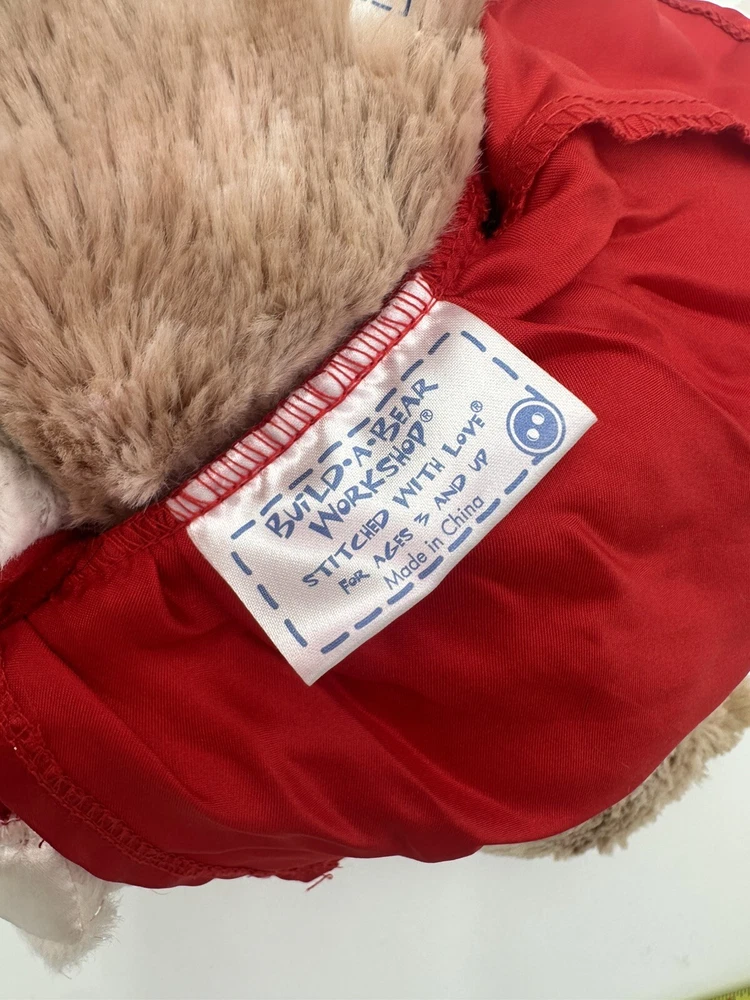 BUILD-A-BEAR
WORKSHOP®
STITCHED WITH LOVE®
FOR AGES 3 AND UP
Made in China